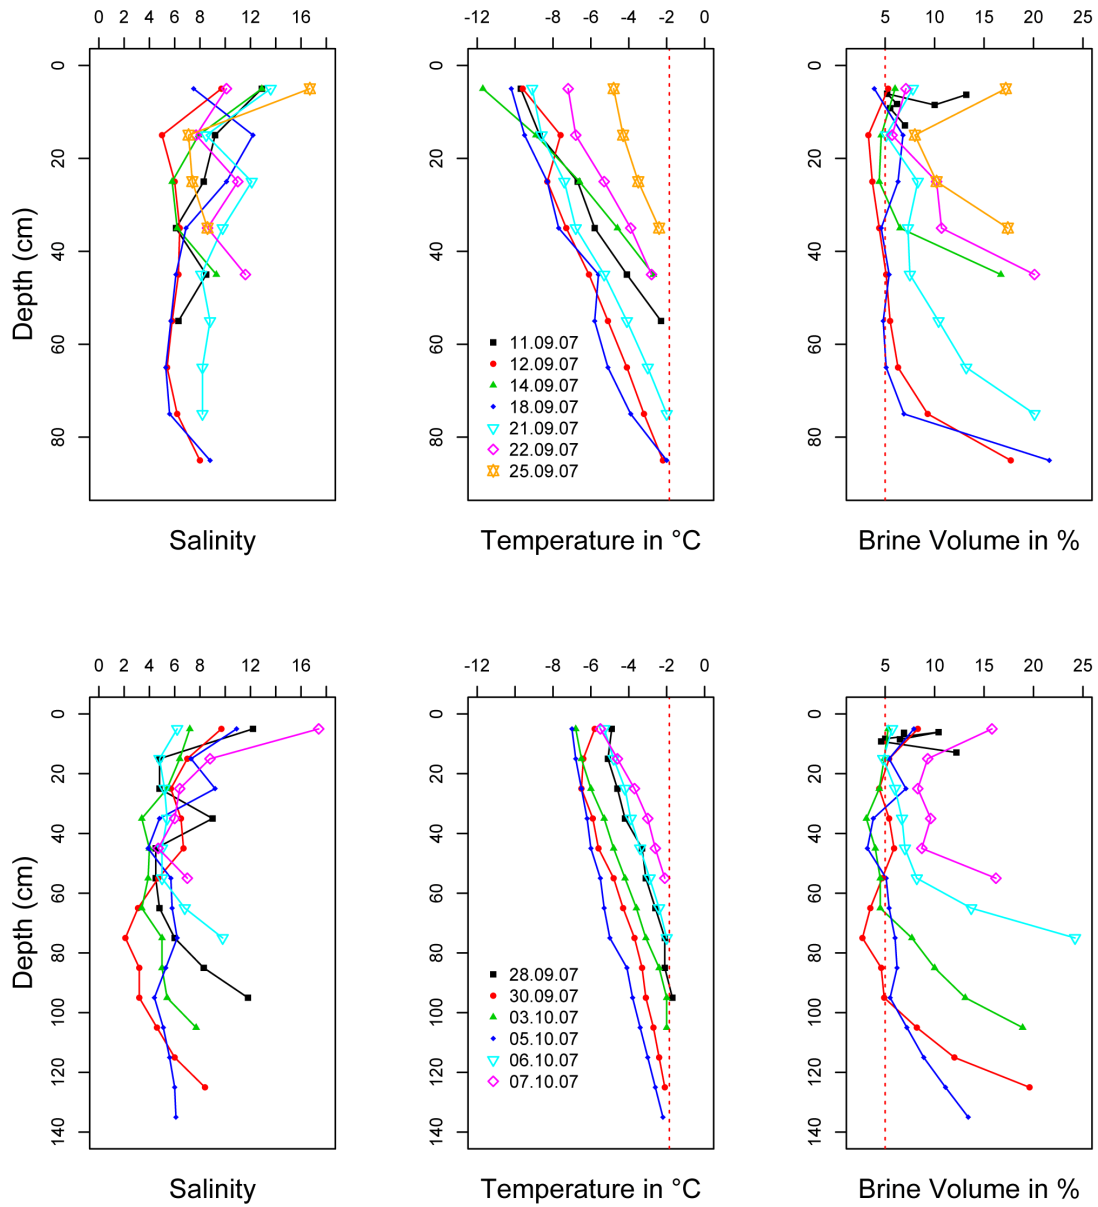 0 2 4 6 8 12 16
-12 -8 -6 -4 -2 0
5 10 15 20 25
0
20
40
60
80
Depth (cm)
11.09.07
12.09.07
14.09.07
18.09.07
21.09.07
22.09.07
25.09.07
Salinity
Temperature in °C
Brine Volume in %
0 2 4 6 8 12 16
-12 -8 -6 -4 -2 0
5 10 15 20 25
0
20
40
60
80
100
120
140
Depth (cm)
28.09.07
30.09.07
03.10.07
05.10.07
06.10.07
07.10.07
Salinity
Temperature in °C
Brine Volume in %